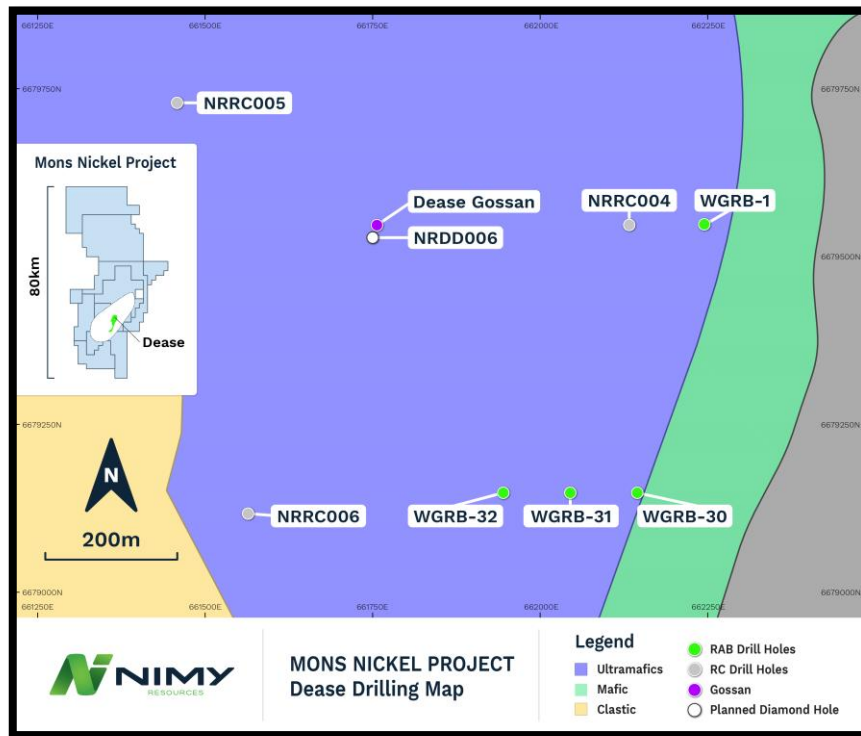 661250E 661500E 661750E 662000E 662250E
6679750N 6679750N
NRRC005
Mons Nickel Project
80km
Dease
Dease Gossan
NRDD006
NRRC004
WGRB-1
6679500N
6679250N 6679250N
N
200m
NRRC006
WGRB-32
WGRB-31
WGRB-30
6679000N 6679000N
661250E 661500E 661750E 662000E 662250E
NIMY
RESOURCES
MONS NICKEL PROJECT
Dease Drilling Map
Legend
Ultramafics
Mafic
Clastic
RAB Drill Holes
RC Drill Holes
Gossan
Planned Diamond Hole